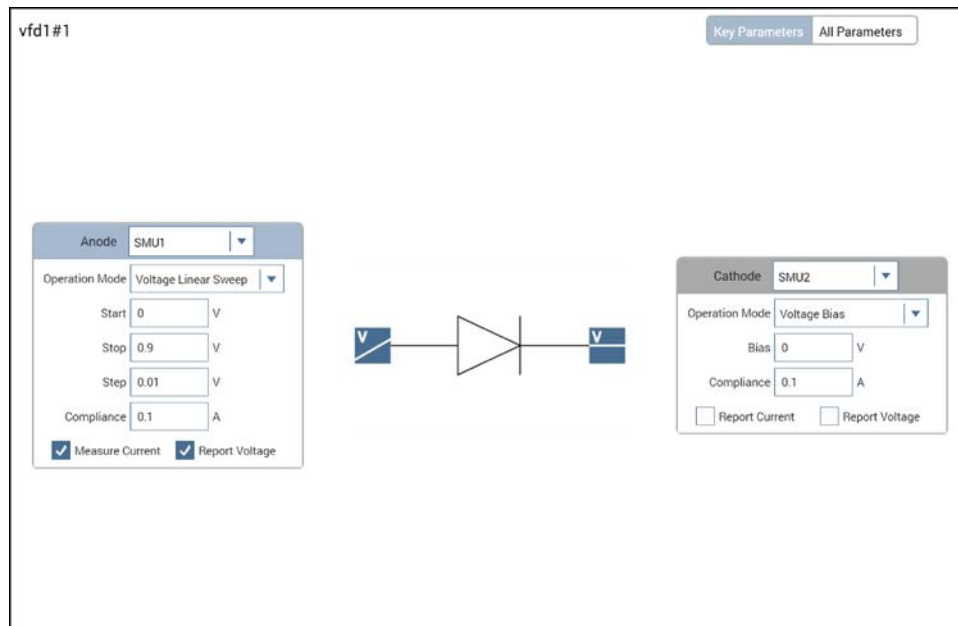 vfd1#1
Key Parameters All Parameters
Anode SMU1
Operation Mode Voltage Linear Sweep
Start 0 V
Stop 0.9 V
Step 0.01 V
Compliance 0.1 A
Measure Current Report Voltage
V
V
Cathode SMU2
Operation Mode Voltage Bias
Bias 0 V
Compliance 0.1 A
Report Current Report Voltage